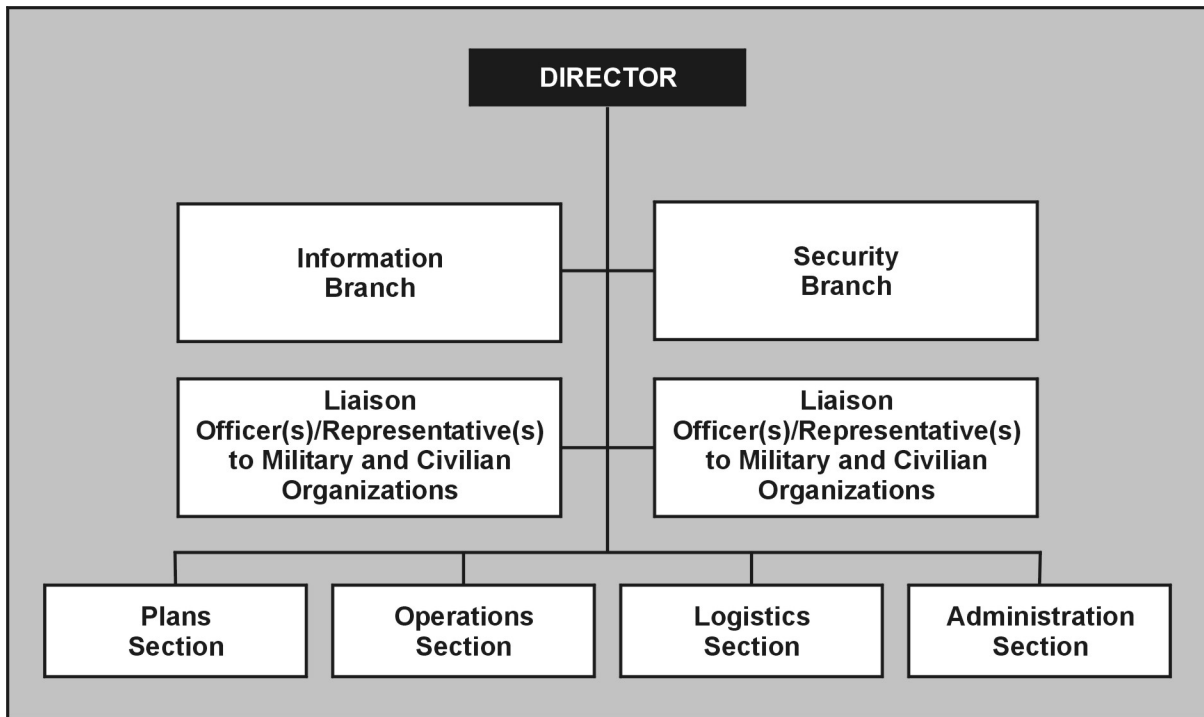 DIRECTOR
Information
Branch
Security
Branch
Liaison
Officer(s)/Representative(s)
to Military and Civilian
Organizations
Liaison
Officer(s)/Representative(s)
to Military and Civilian
Organizations
Plans
Section
Operations
Section
Logistics
Section
Administration
Section